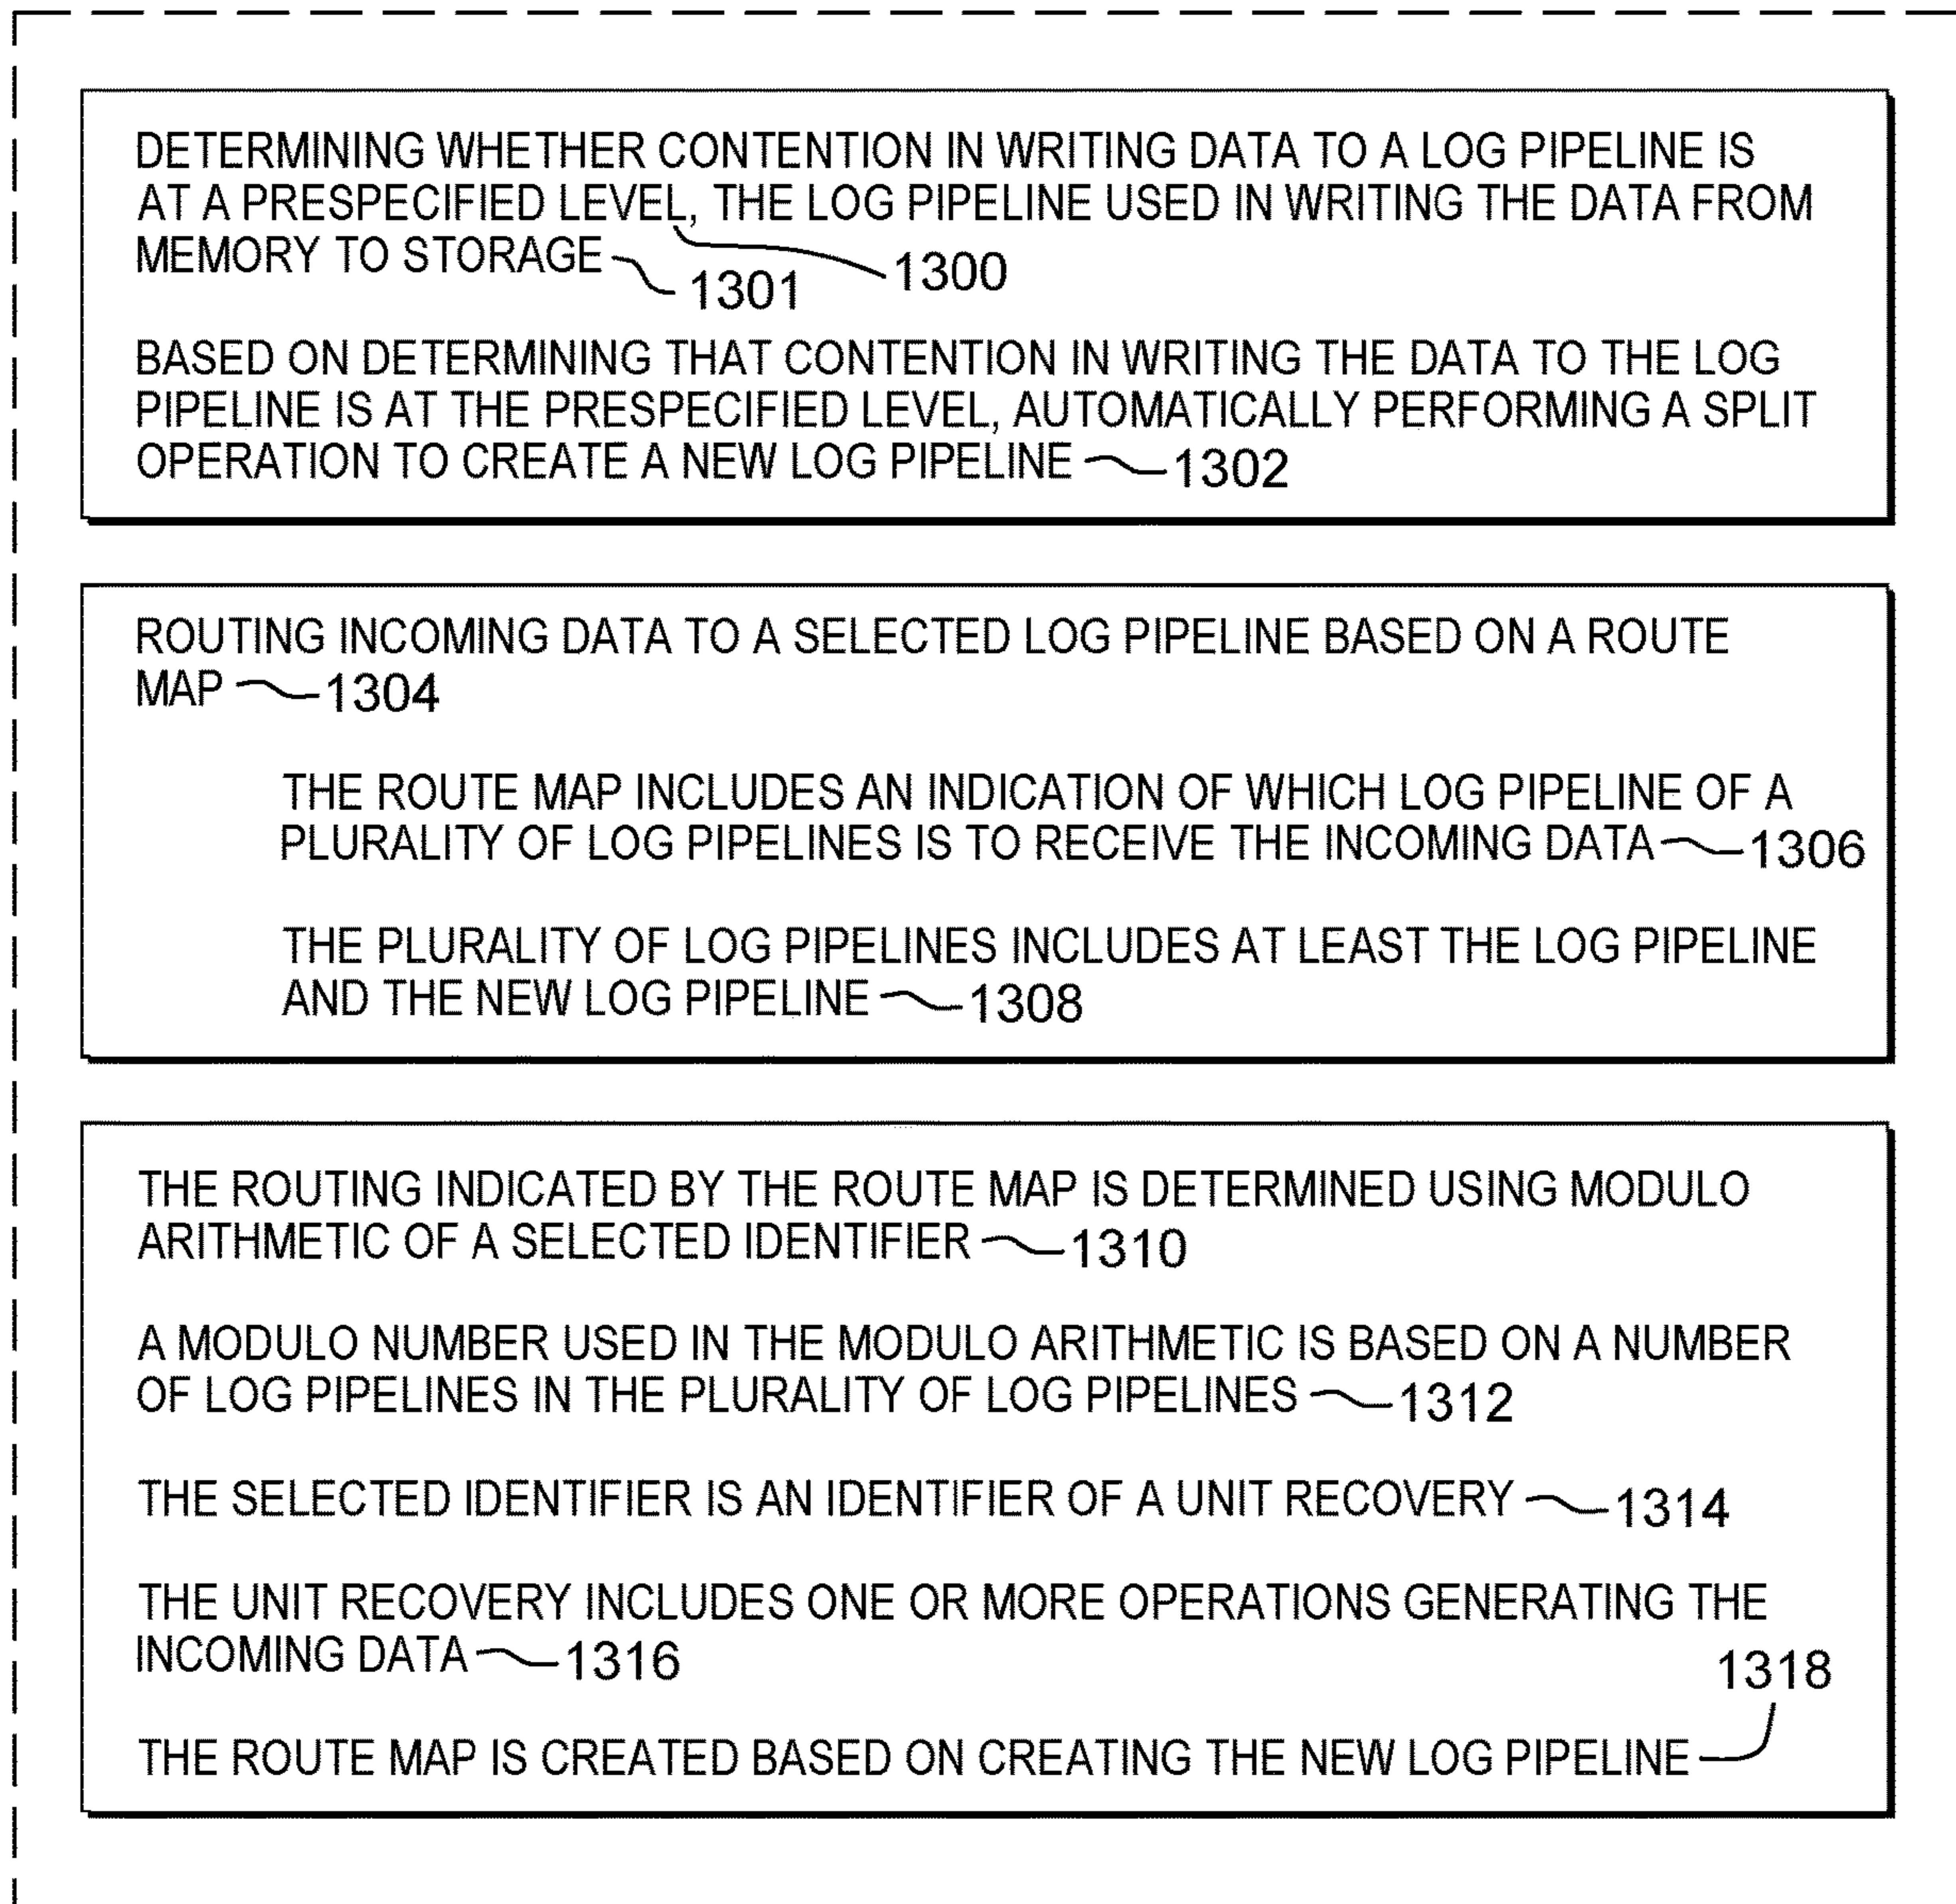 DETERMINING WHETHER CONTENTION IN WRITING DATA TO A LOG PIPELINE IS
AT A PRESPECIFIED LEVEL, THE LOG PIPELINE USED IN WRITING THE DATA FROM
MEMORY TO STORAGE 1301 1300
BASED ON DETERMINING THAT CONTENTION IN WRITING THE DATA TO THE LOG
PIPELINE IS AT THE PRESPECIFIED LEVEL, AUTOMATICALLY PERFORMING A SPLIT
OPERATION TO CREATE A NEW LOG PIPELINE 1302
ROUTING INCOMING DATA TO A SELECTED LOG PIPELINE BASED ON A ROUTE
MAP 1304
THE ROUTE MAP INCLUDES AN INDICATION OF WHICH LOG PIPELINE OF A
PLURALITY OF LOG PIPELINES IS TO RECEIVE THE INCOMING DATA 1306
THE PLURALITY OF LOG PIPELINES INCLUDES AT LEAST THE LOG PIPELINE
AND THE NEW LOG PIPELINE 1308
THE ROUTING INDICATED BY THE ROUTE MAP IS DETERMINED USING MODULO
ARITHMETIC OF A SELECTED IDENTIFIER 1310
A MODULO NUMBER USED IN THE MODULO ARITHMETIC IS BASED ON A NUMBER
OF LOG PIPELINES IN THE PLURALITY OF LOG PIPELINES 1312
THE SELECTED IDENTIFIER IS AN IDENTIFIER OF A UNIT RECOVERY 1314
THE UNIT RECOVERY INCLUDES ONE OR MORE OPERATIONS GENERATING THE
INCOMING DATA 1316 1318
THE ROUTE MAP IS CREATED BASED ON CREATING THE NEW LOG PIPELINE